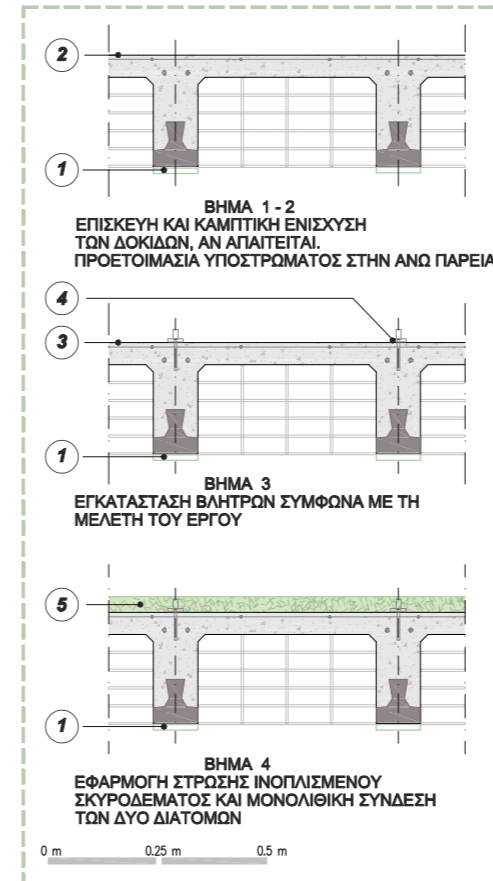 2
1
ΒΗΜΑ 1 - 2
ΕΠΙΣΚΕΥΗ ΚΑΙ ΚΑΜΠΤΙΚΗ ΕΝΙΣΧΥΣΗ
ΤΩΝ ΔΟΚΙΔΩΝ, ΑΝ ΑΠΑΙΤΕΙΤΑΙ.
ΠΡΟΕΤΟΙΜΑΣΙΑ ΥΠΟΣΤΡΩΜΑΤΟΣ ΣΤΗΝ ΑΝΩ ΠΑΡΕΙΑ
4
3
1
ΒΗΜΑ 3
ΕΓΚΑΤΑΣΤΑΣΗ ΒΛΗΤΡΩΝ ΣΥΜΦΩΝΑ ΜΕ ΤΗ
ΜΕΛΕΤΗ ΤΟΥ ΕΡΓΟΥ
5
1
ΒΗΜΑ 4
ΕΦΑΡΜΟΓΗ ΣΤΡΩΣΗΣ ΙΝΟΠΛΙΣΜΕΝΟΥ
ΣΚΥΡΟΔΕΜΑΤΟΣ ΚΑΙ ΜΟΝΟΛΙΘΙΚΗ ΣΥΝΔΕΣΗ
ΤΩΝ ΔΥΟ ΔΙΑΤΟΜΩΝ
0 m 0.25 m 0.5 m